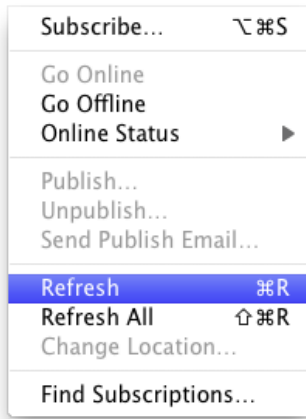 Subscribe... ⌥⌘S
Go Online
Go Offline
Online Status ▶
Publish...
Unpublish...
Send Publish Email...
Refresh ⌘R
Refresh All ⇧⌘R
Change Location...
Find Subscriptions...